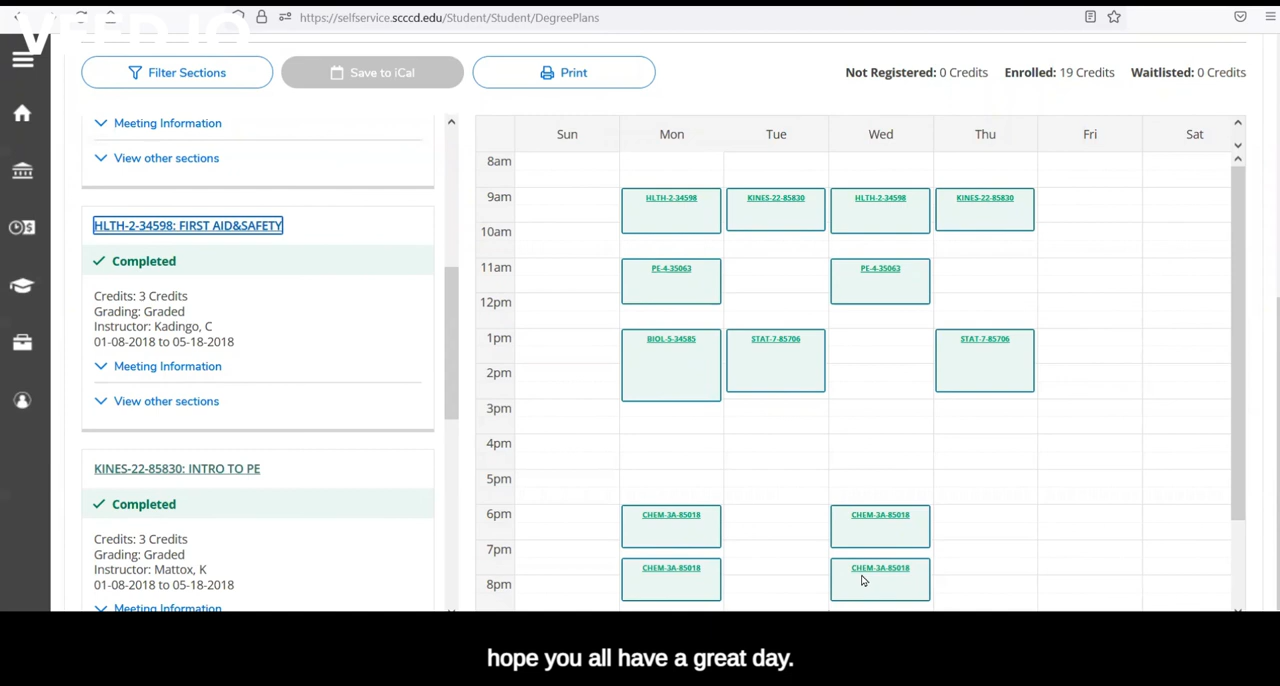 VEED.IO
https://selfservice.scccd.edu/Student/Student/DegreePlans
Filter Sections
Save to iCal
Print
Not Registered: 0 Credits Enrolled: 19 Credits Waitlisted: 0 Credits
Meeting Information
View other sections
HLTH-2-34598: FIRST AID&SAFETY
Completed
Credits: 3 Credits
Grading: Graded
Instructor: Kadingo, C
01-08-2018 to 05-18-2018
Meeting Information
View other sections
KINES-22-85830: INTRO TO PE
Completed
Credits: 3 Credits
Grading: Graded
Instructor: Mattox, K
01-08-2018 to 05-18-2018
Meeting Information
Sun Mon Tue Wed Thu Fri Sat
8am
9am HLTH-2-34598 KINES-22-85830 HLTH-2-34598 KINES-22-85830
10am
11am PE-4-35063 PE-4-35063
12pm
1pm BIOL-5-34585 STAT-7-85706 STAT-7-85706
2pm
3pm
4pm
5pm
6pm CHEM-3A-85018 CHEM-3A-85018
7pm
CHEM-3A-85018 CHEM-3A-85018
8pm
hope you all have a great day.